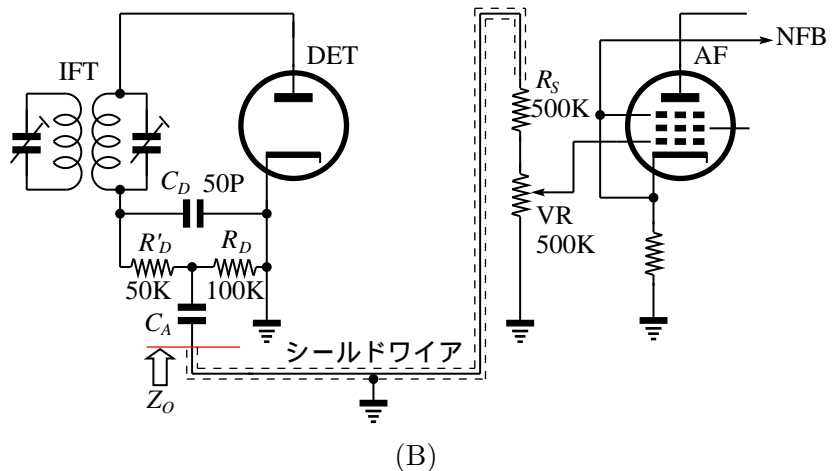 DET
NFB
IFT
AF
R_S
500K
C_D 50P
VR
500K
R'_D R_D
50K 100K
C_A
シールドワイア
Z_O
(B)